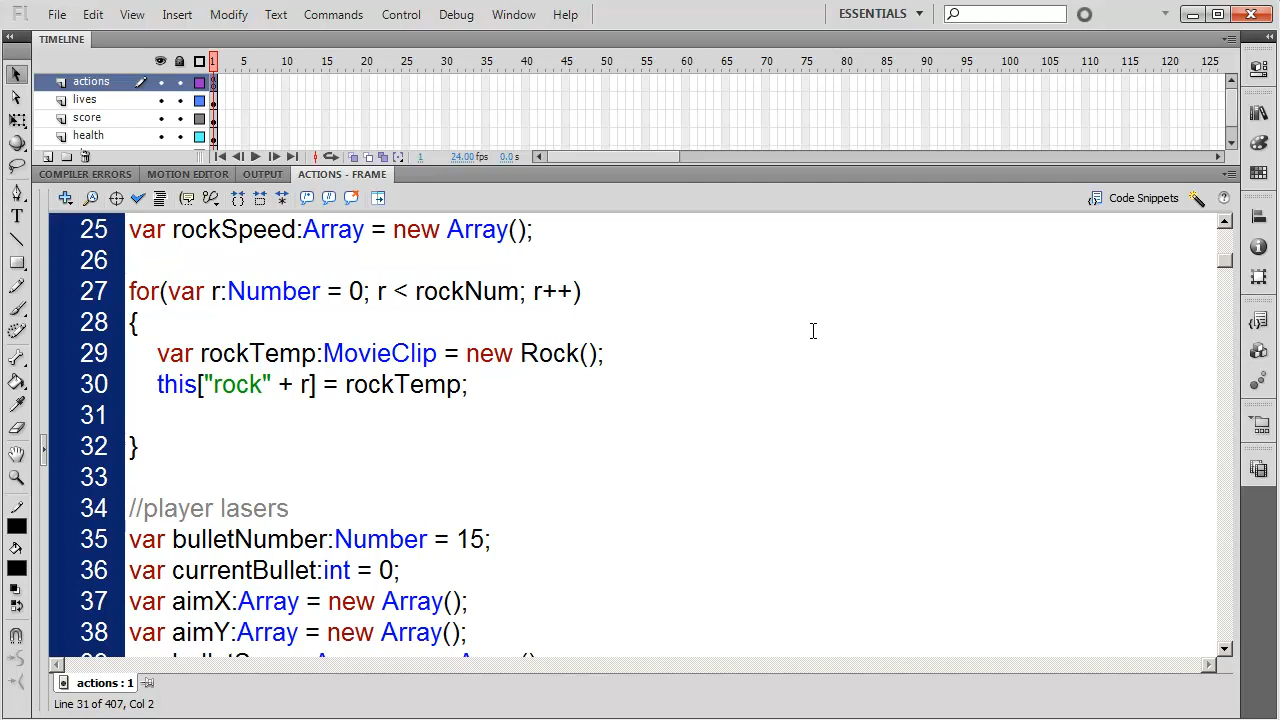 Fl File Edit View Insert Modify Text Commands Control Debug Window Help ESSENTIALS
TIMELINE
1 5 10 15 20 25 30 35 40 45 50 55 60 65 70 75 80 85 90 95 100 105 110 115 120 125
actions
lives
score
health
1 24.00 fps 0.0 s
COMPILER ERRORS MOTION EDITOR OUTPUT ACTIONS - FRAME
Code Snippets
25 var rockSpeed:Array = new Array();
26
27 for(var r:Number = 0; r < rockNum; r++)
28 {
29 var rockTemp:MovieClip = new Rock();
30 this["rock" + r] = rockTemp;
31
32 }
33
34 //player lasers
35 var bulletNumber:Number = 15;
36 var currentBullet:int = 0;
37 var aimX:Array = new Array();
38 var aimY:Array = new Array();
actions : 1
Line 31 of 407, Col 2